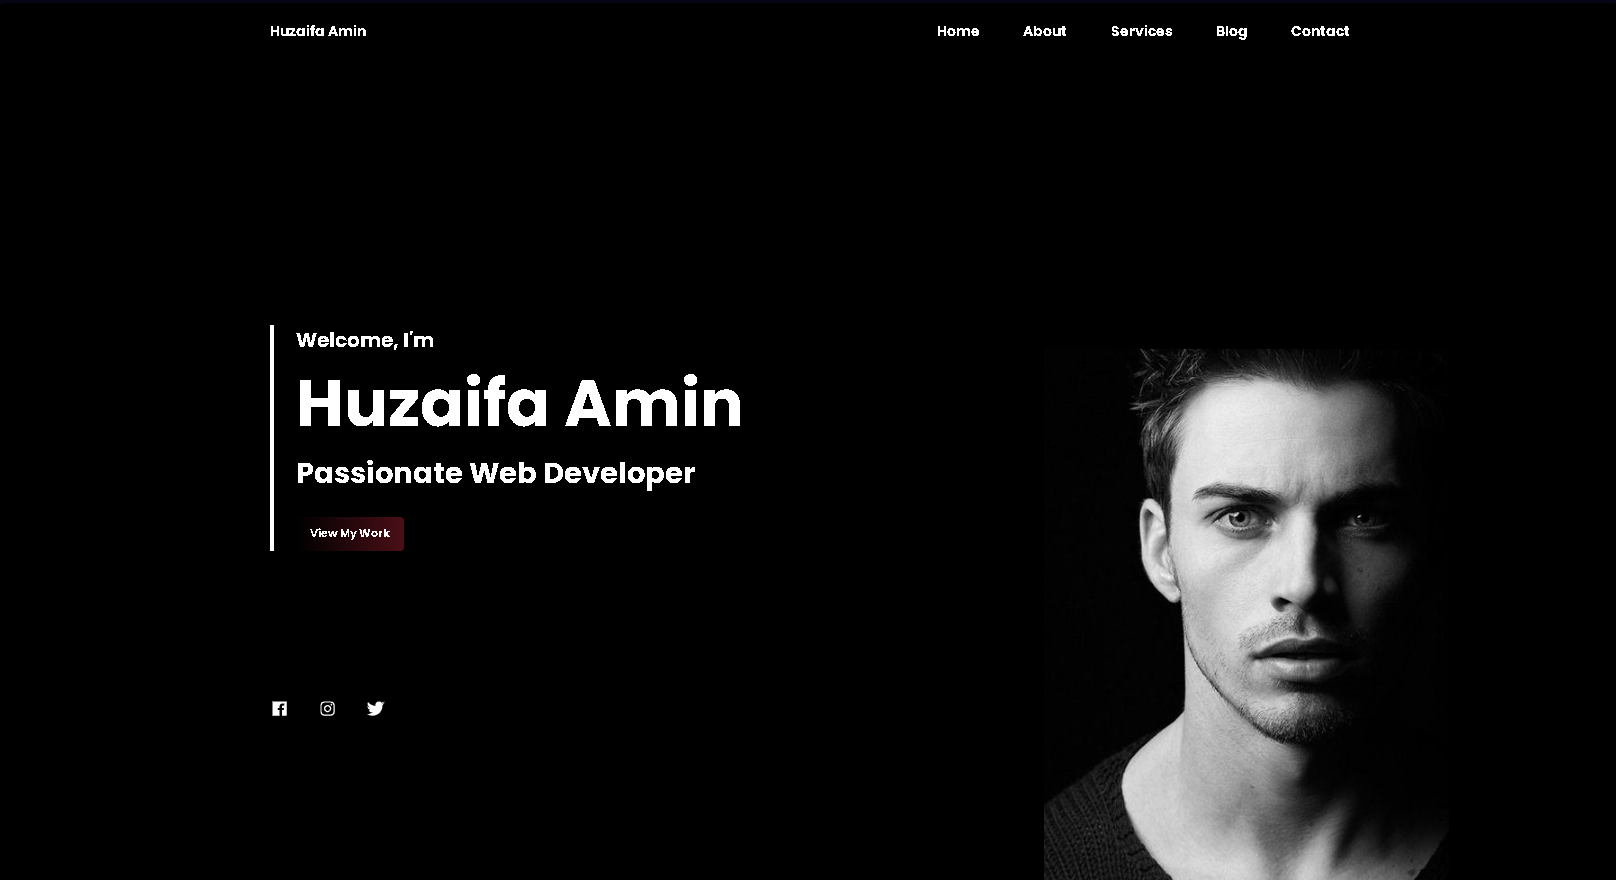 Huzaifa Amin
Home About Services Blog Contact
Welcome, I'm
Huzaifa Amin
Passionate Web Developer
View My Work